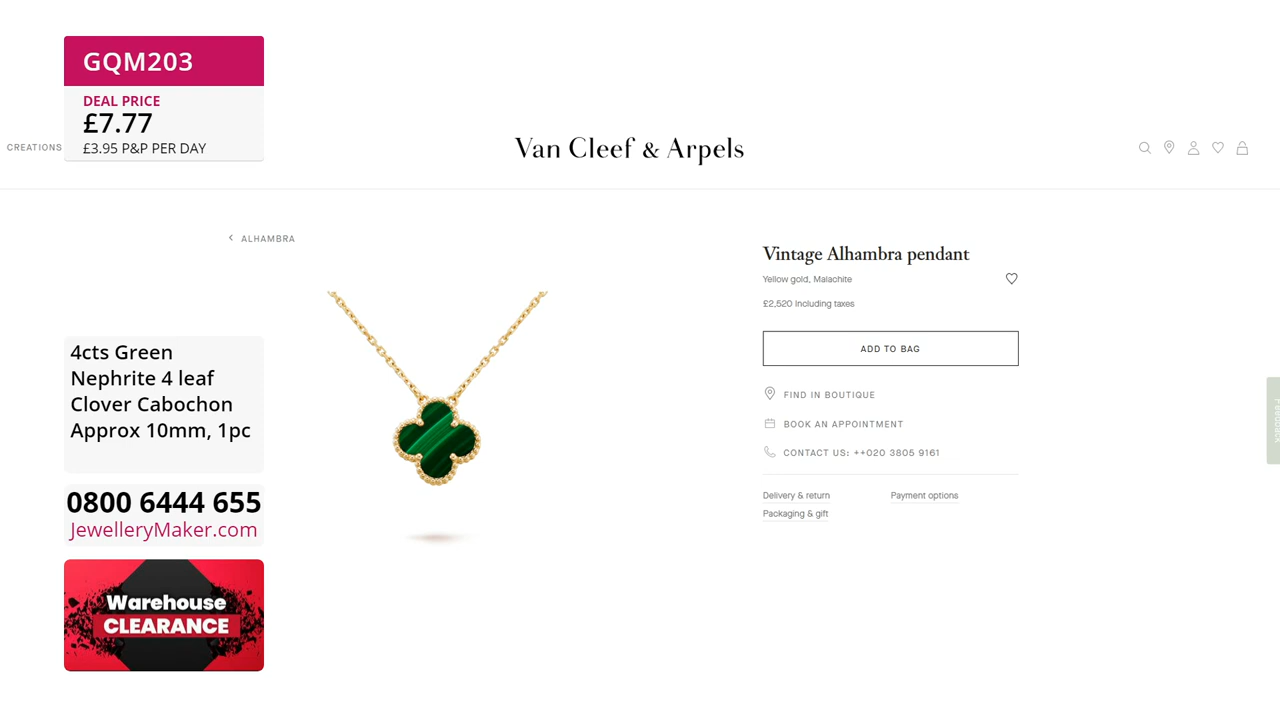 GQM203
DEAL PRICE
£7.77
£3.95 P&P PER DAY
CREATIONS
Van Cleef & Arpels
ALHAMBRA
Vintage Alhambra pendant
Yellow gold, Malachite
£2,520 Including taxes
ADD TO BAG
FIND IN BOUTIQUE
BOOK AN APPOINTMENT
CONTACT US: ++020 3805 9161
Delivery & return
Payment options
Packaging & gift
4cts Green
Nephrite 4 leaf
Clover Cabochon
Approx 10mm, 1pc
0800 6444 655
JewelleryMaker.com
Warehouse
CLEARANCE